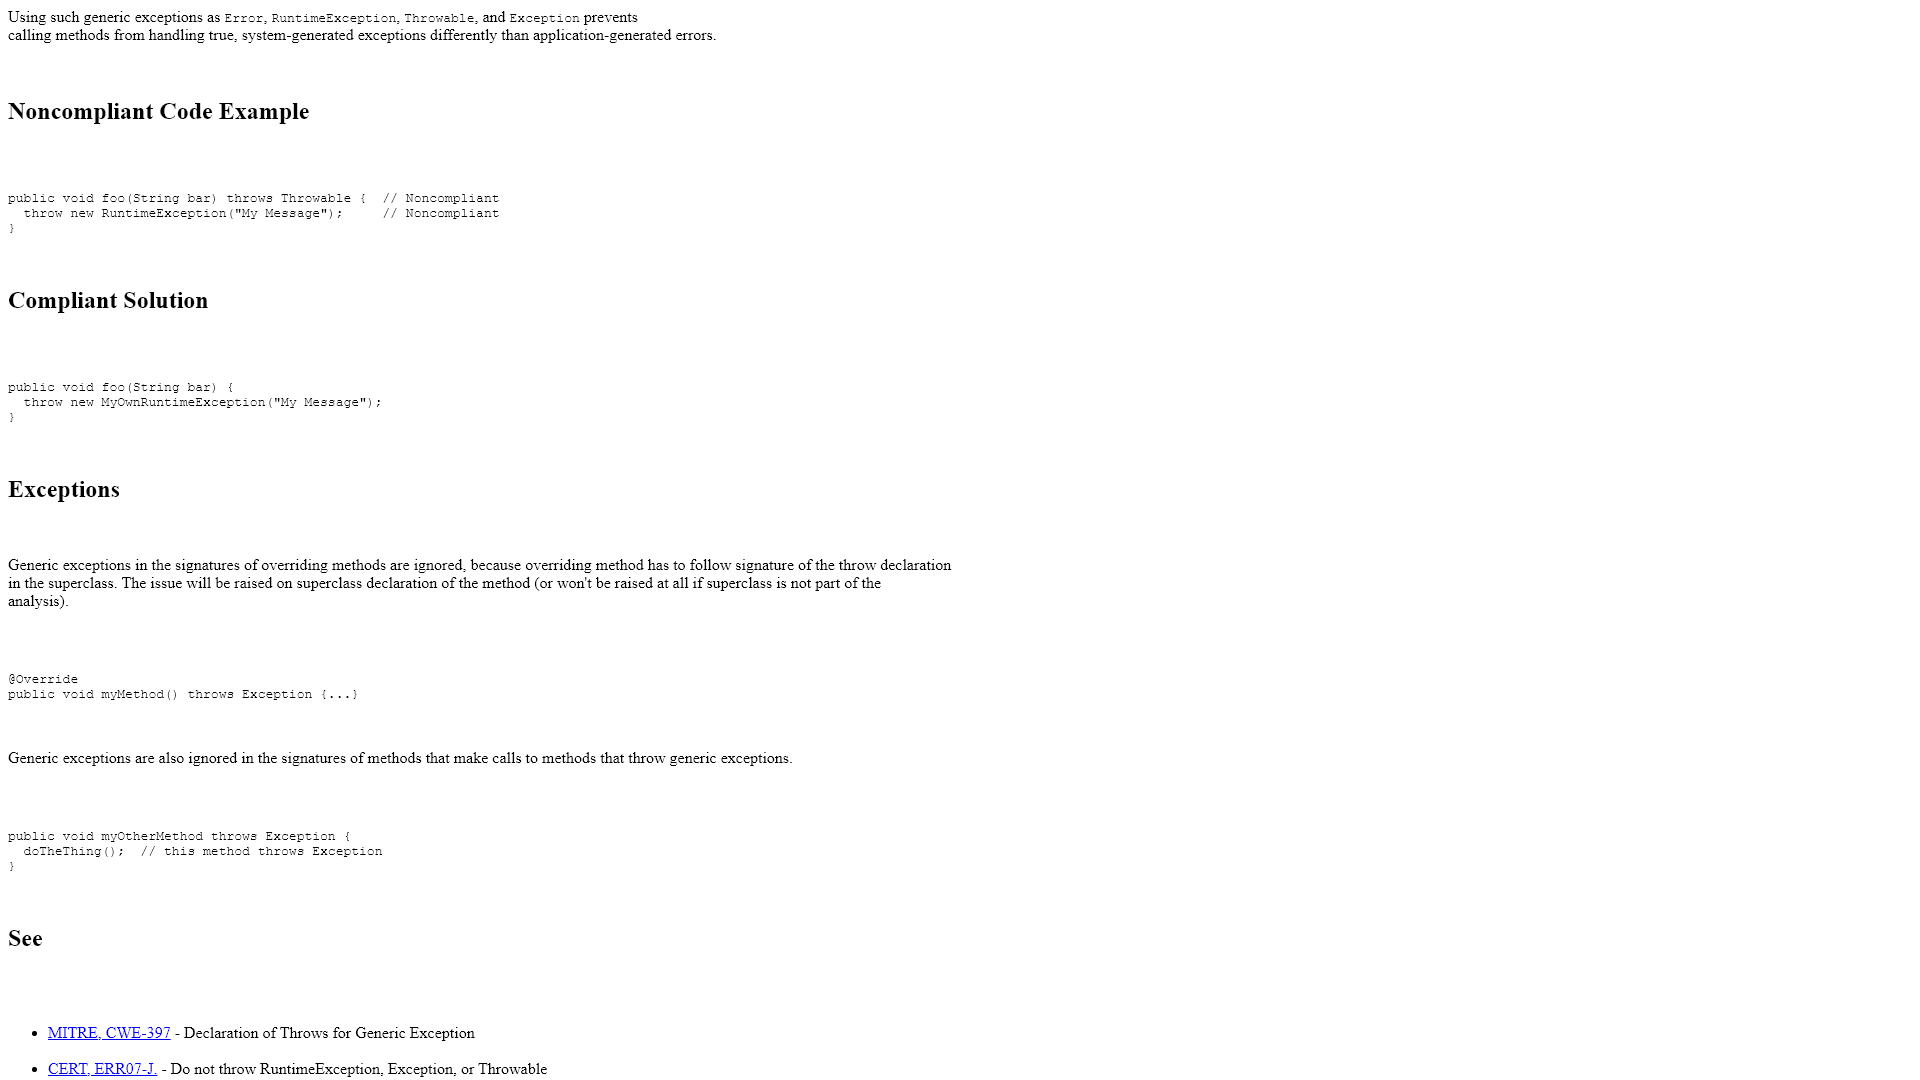 Using such generic exceptions as Error, RuntimeException, Throwable, and Exception prevents
calling methods from handling true, system-generated exceptions differently than application-generated errors.
Noncompliant Code Example
public void foo(String bar) throws Throwable {  // Noncompliant
  throw new RuntimeException("My Message");     // Noncompliant
}
Compliant Solution
public void foo(String bar) {
  throw new MyOwnRuntimeException("My Message");
}
Exceptions
Generic exceptions in the signatures of overriding methods are ignored, because overriding method has to follow signature of the throw declaration
in the superclass. The issue will be raised on superclass declaration of the method (or won't be raised at all if superclass is not part of the
analysis).
@Override
public void myMethod() throws Exception {...}
Generic exceptions are also ignored in the signatures of methods that make calls to methods that throw generic exceptions.
public void myOtherMethod throws Exception {
  doTheThing();  // this method throws Exception
}
See
• MITRE, CWE-397 - Declaration of Throws for Generic Exception
• CERT, ERR07-J. - Do not throw RuntimeException, Exception, or Throwable